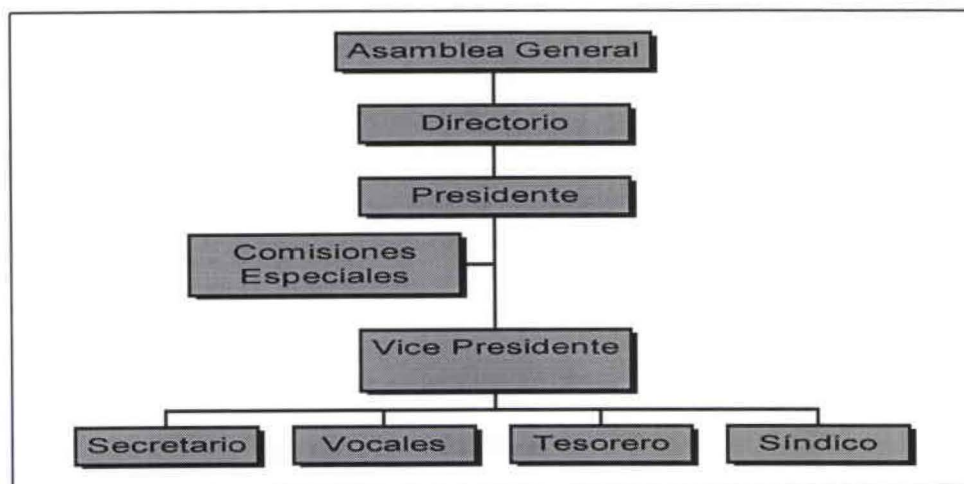 Asamblea General
Directorio
Presidente
Comisiones
Especiales
Vice Presidente
Secretario
Vocales
Tesorero
Síndico